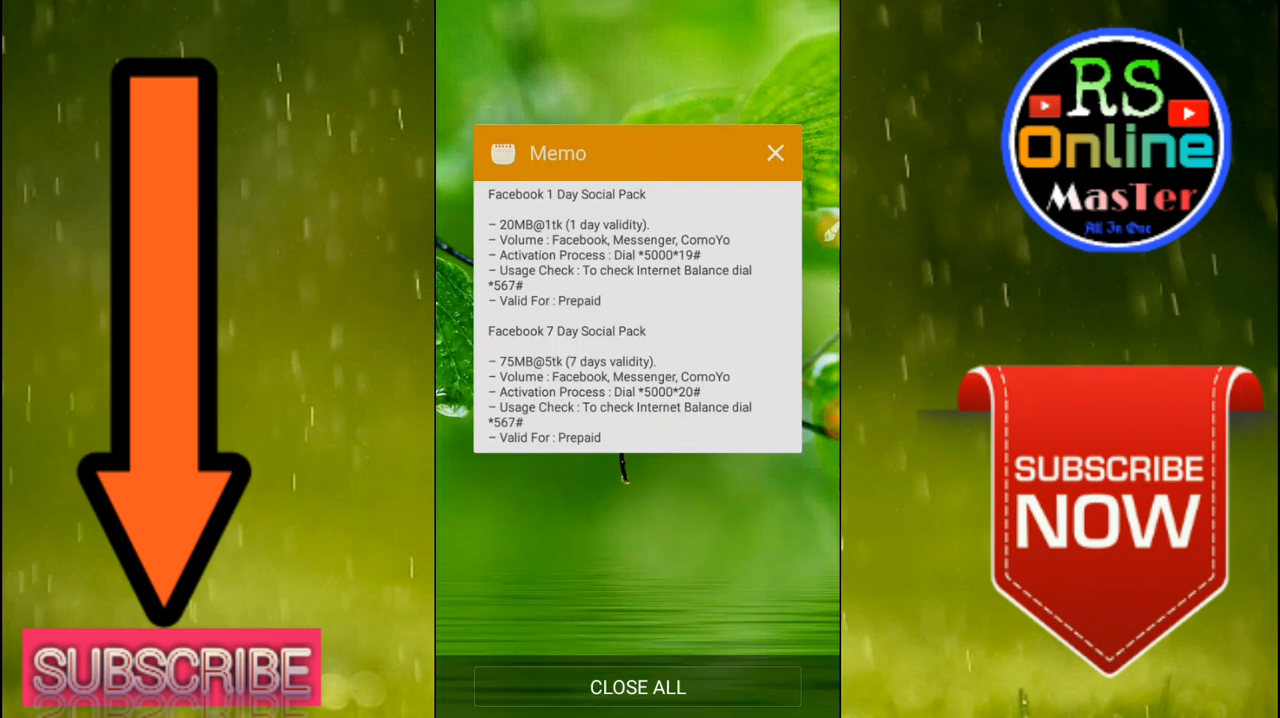 Memo
Facebook 1 Day Social Pack
– 20MB@1tk (1 day validity).
– Volume : Facebook, Messenger, ComoYo
– Activation Process : Dial *5000*19#
– Usage Check : To check Internet Balance dial
*567#
– Valid For : Prepaid
Facebook 7 Day Social Pack
– 75MB@5tk (7 days validity).
– Volume : Facebook, Messenger, ComoYo
– Activation Process : Dial *5000*20#
– Usage Check : To check Internet Balance dial
*567#
– Valid For : Prepaid
CLOSE ALL
SUBSCRIBE
RS
Online
MasTer
All In One
SUBSCRIBE
NOW